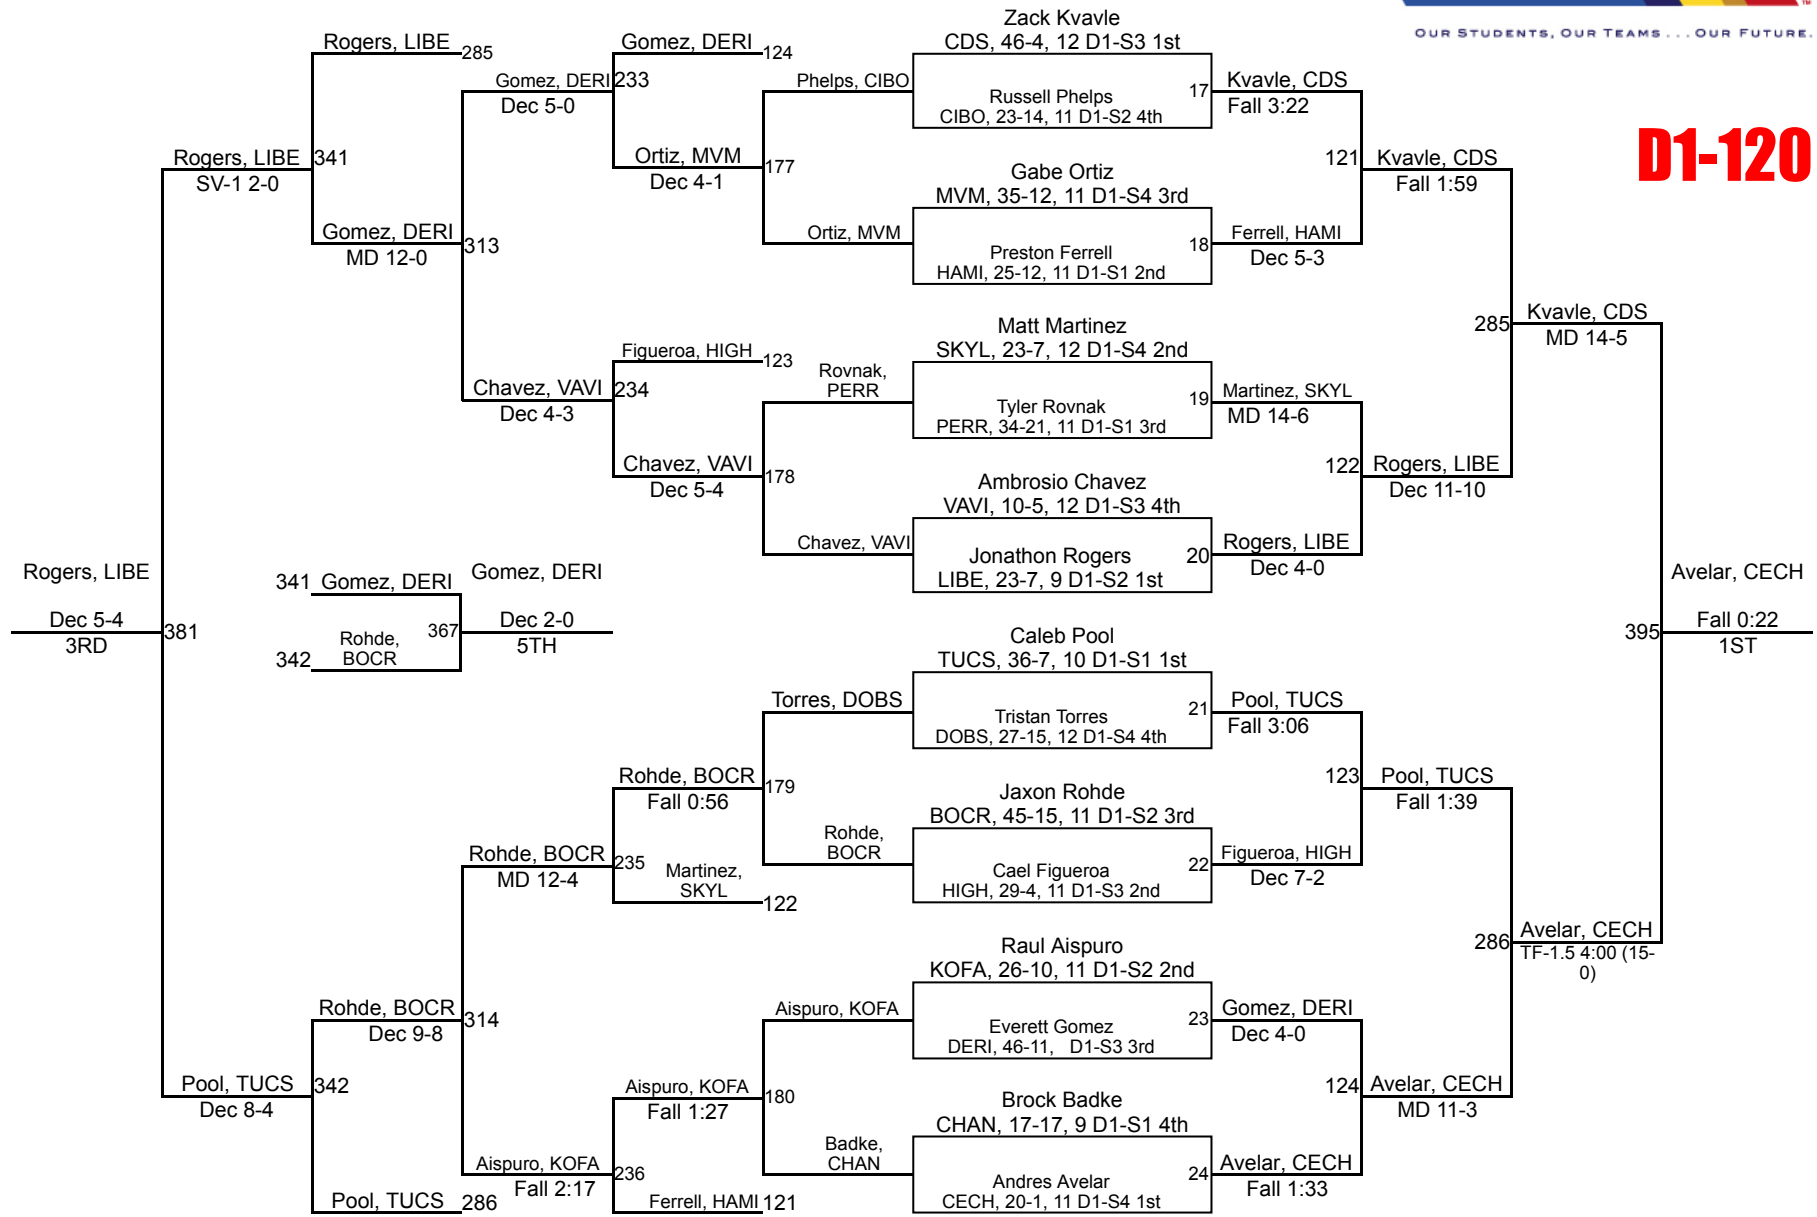 OUR STUDENTS, OUR TEAMS . . . OUR FUTURE.
D1-120
Zack Kvavle
CDS, 46-4, 12 D1-S3 1st
Russell Phelps
CIBO, 23-14, 11 D1-S2 4th
17
Gabe Ortiz
MVM, 35-12, 11 D1-S4 3rd
Preston Ferrell
HAMI, 25-12, 11 D1-S1 2nd
18
Matt Martinez
SKYL, 23-7, 12 D1-S4 2nd
Tyler Rovnak
PERR, 34-21, 11 D1-S1 3rd
19
Ambrosio Chavez
VAVI, 10-5, 12 D1-S3 4th
Jonathon Rogers
LIBE, 23-7, 9 D1-S2 1st
20
Caleb Pool
TUCS, 36-7, 10 D1-S1 1st
Tristan Torres
DOBS, 27-15, 12 D1-S4 4th
21
Jaxon Rohde
BOCR, 45-15, 11 D1-S2 3rd
Cael Figueroa
HIGH, 29-4, 11 D1-S3 2nd
22
Raul Aispuro
KOFA, 26-10, 11 D1-S2 2nd
Everett Gomez
DERI, 46-11, D1-S3 3rd
23
Brock Badke
CHAN, 17-17, 9 D1-S1 4th
Andres Avelar
CECH, 20-1, 11 D1-S4 1st
24
Kvavle, CDS
Fall 3:22
Ferrell, HAMI
Dec 5-3
Martinez, SKYL
MD 14-6
Rogers, LIBE
Dec 4-0
Pool, TUCS
Fall 3:06
Figueroa, HIGH
Dec 7-2
Gomez, DERI
Dec 4-0
Avelar, CECH
Fall 1:33
121
Kvavle, CDS
Fall 1:59
122
Rogers, LIBE
Dec 11-10
123
Pool, TUCS
Fall 1:39
124
Avelar, CECH
MD 11-3
285
Kvavle, CDS
MD 14-5
286
Avelar, CECH
TF-1.5 4:00 (15-
0)
395
Avelar, CECH
Fall 0:22
1ST
Phelps, CIBO
Ortiz, MVM
177
Rovnak,
PERR
Chavez, VAVI
178
Torres, DOBS
Rohde,
BOCR
179
Aispuro, KOFA
Badke,
CHAN
180
Gomez, DERI
124
Ortiz, MVM
Dec 4-1
Figueroa, HIGH
123
Chavez, VAVI
Dec 5-4
Rohde, BOCR
Fall 0:56
Martinez,
SKYL
122
Aispuro, KOFA
Fall 1:27
Ferrell, HAMI
121
Gomez, DERI
Dec 5-0
233
Chavez, VAVI
Dec 4-3
234
Rohde, BOCR
MD 12-4
235
Aispuro, KOFA
Fall 2:17
236
Rogers, LIBE
285
Gomez, DERI
MD 12-0
313
Rohde, BOCR
Dec 9-8
314
Pool, TUCS
286
Rogers, LIBE
SV-1 2-0
341
Pool, TUCS
Dec 8-4
342
Rogers, LIBE
Dec 5-4
3RD
381
341
Gomez, DERI
342
Rohde,
BOCR
367
Gomez, DERI
Dec 2-0
5TH